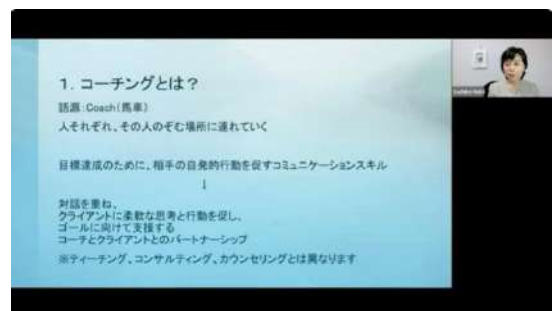 1. コーチングとは？
語源:Coach(馬車)
人それぞれ、その人のぞむ場所に連れていく
目標達成のために、相手の自発的行動を促すコミュニケーションスキル
↓
対話を重ね、
クライアントに柔軟な思考と行動を促し、
ゴールに向けて支援する
コーチとクライアントとのパートナーシップ
※ティーチング、コンサルティング、カウンセリングとは異なります